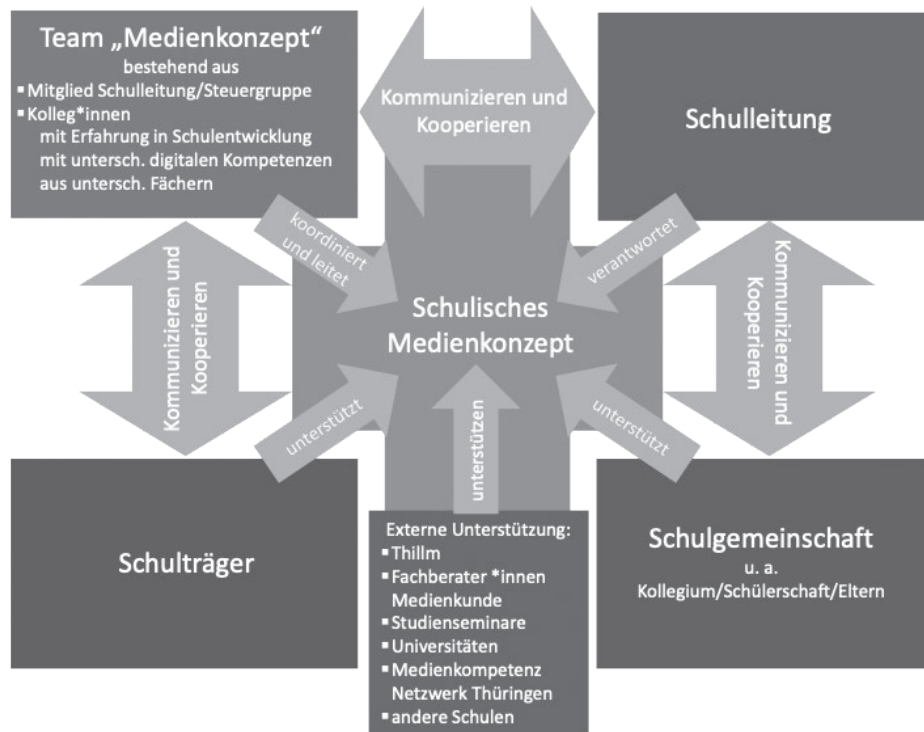 Team „Medienkonzept“
bestehend aus
▪ Mitglied Schulleitung/Steuergruppe
▪ Kolleg*innen
mit Erfahrung in Schulentwicklung
mit untersch. digitalen Kompetenzen
aus untersch. Fächern
Kommunizieren und
Kooperieren
Schulleitung
koordiniert
und leitet
verantwortet
Kommunizieren und
Kooperieren
Schulisches
Medienkonzept
Kommunizieren und
Kooperieren
unterstützt
unterstützen
unterstützt
Schulträger
Externe Unterstützung:
▪ Thillm
▪ Fachberater *innen
Medienkunde
▪ Studienseminare
▪ Universitäten
▪ Medienkompetenz
Netzwerk Thüringen
▪ andere Schulen
Schulgemeinschaft
u. a.
Kollegium/Schülerschaft/Eltern